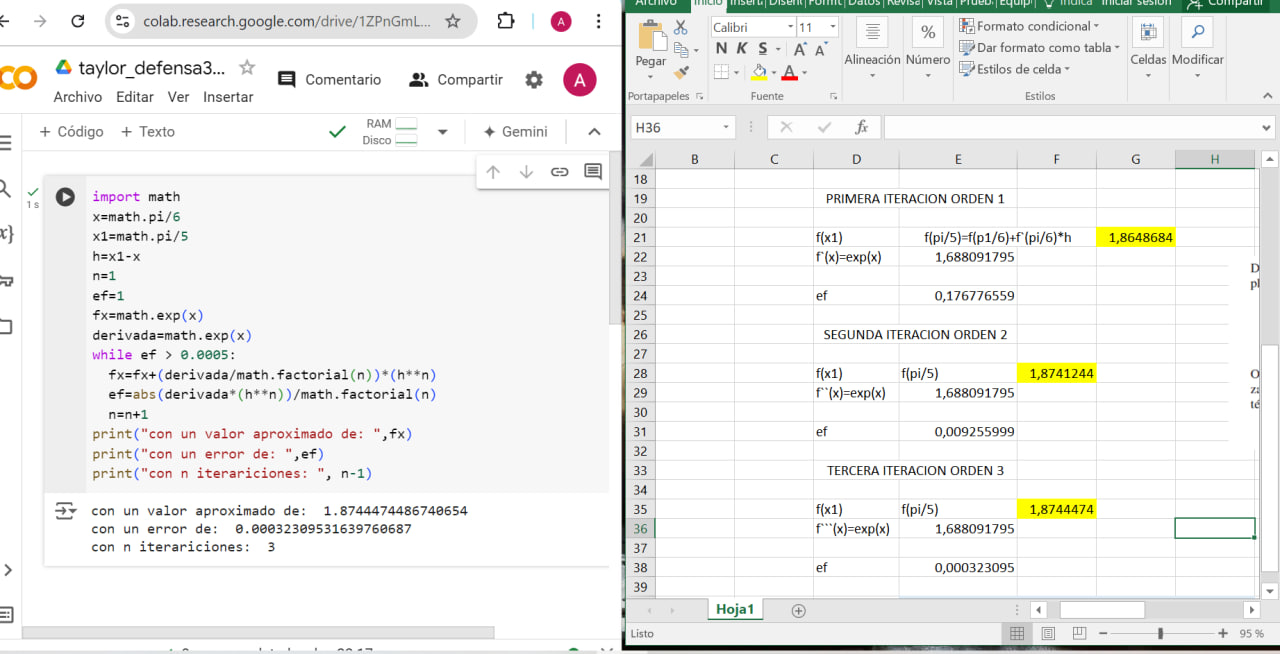 colab.research.google.com/drive/1ZPnGmL...
A
taylor_defensa3...
Comentario
Compartir
A
Archivo Editar Ver Insertar
+ Código + Texto
RAM
Disco
Gemini
1 s
import math
x=math.pi/6
x1=math.pi/5
h=x1-x
n=1
ef=1
fx=math.exp(x)
derivada=math.exp(x)
while ef > 0.0005:
fx=fx+(derivada/math.factorial(n))*(h**n)
ef=abs(derivada*(h**n))/math.factorial(n)
n=n+1
print("con un valor aproximado de: ",fx)
print("con un error de: ",ef)
print("con n iterariciones: ", n-1)
con un valor aproximado de: 1.8744474486740654
con un error de: 0.00032309531639760687
con n iterariciones: 3
Archivo Inicio Insert Diseñ Formt Datos Revisa Vista Prueb Equip Indica Iniciar sesión Compartir
Pegar
Portapapeles
Calibri 11
N K S
Fuente
Alineación
%
Número
Formato condicional
Dar formato como tabla
Estilos de celda
Estilos
Celdas
Modificar
H36
fx
B C D E F G H
18
19 PRIMERA ITERACION ORDEN 1
20
21 f(x1) f(pi/5)=f(p1/6)+f`(pi/6)*h 1,8648684
22 f`(x)=exp(x) 1,688091795
23
24 ef 0,176776559
25
26 SEGUNDA ITERACION ORDEN 2
27
28 f(x1) f(pi/5) 1,8741244
29 f``(x)=exp(x) 1,688091795
30
31 ef 0,009255999
32
33 TERCERA ITERACION ORDEN 3
34
35 f(x1) f(pi/5) 1,8744474
36 f```(x)=exp(x) 1,688091795
37
38 ef 0,000323095
39
Hoja1
Listo
95 %